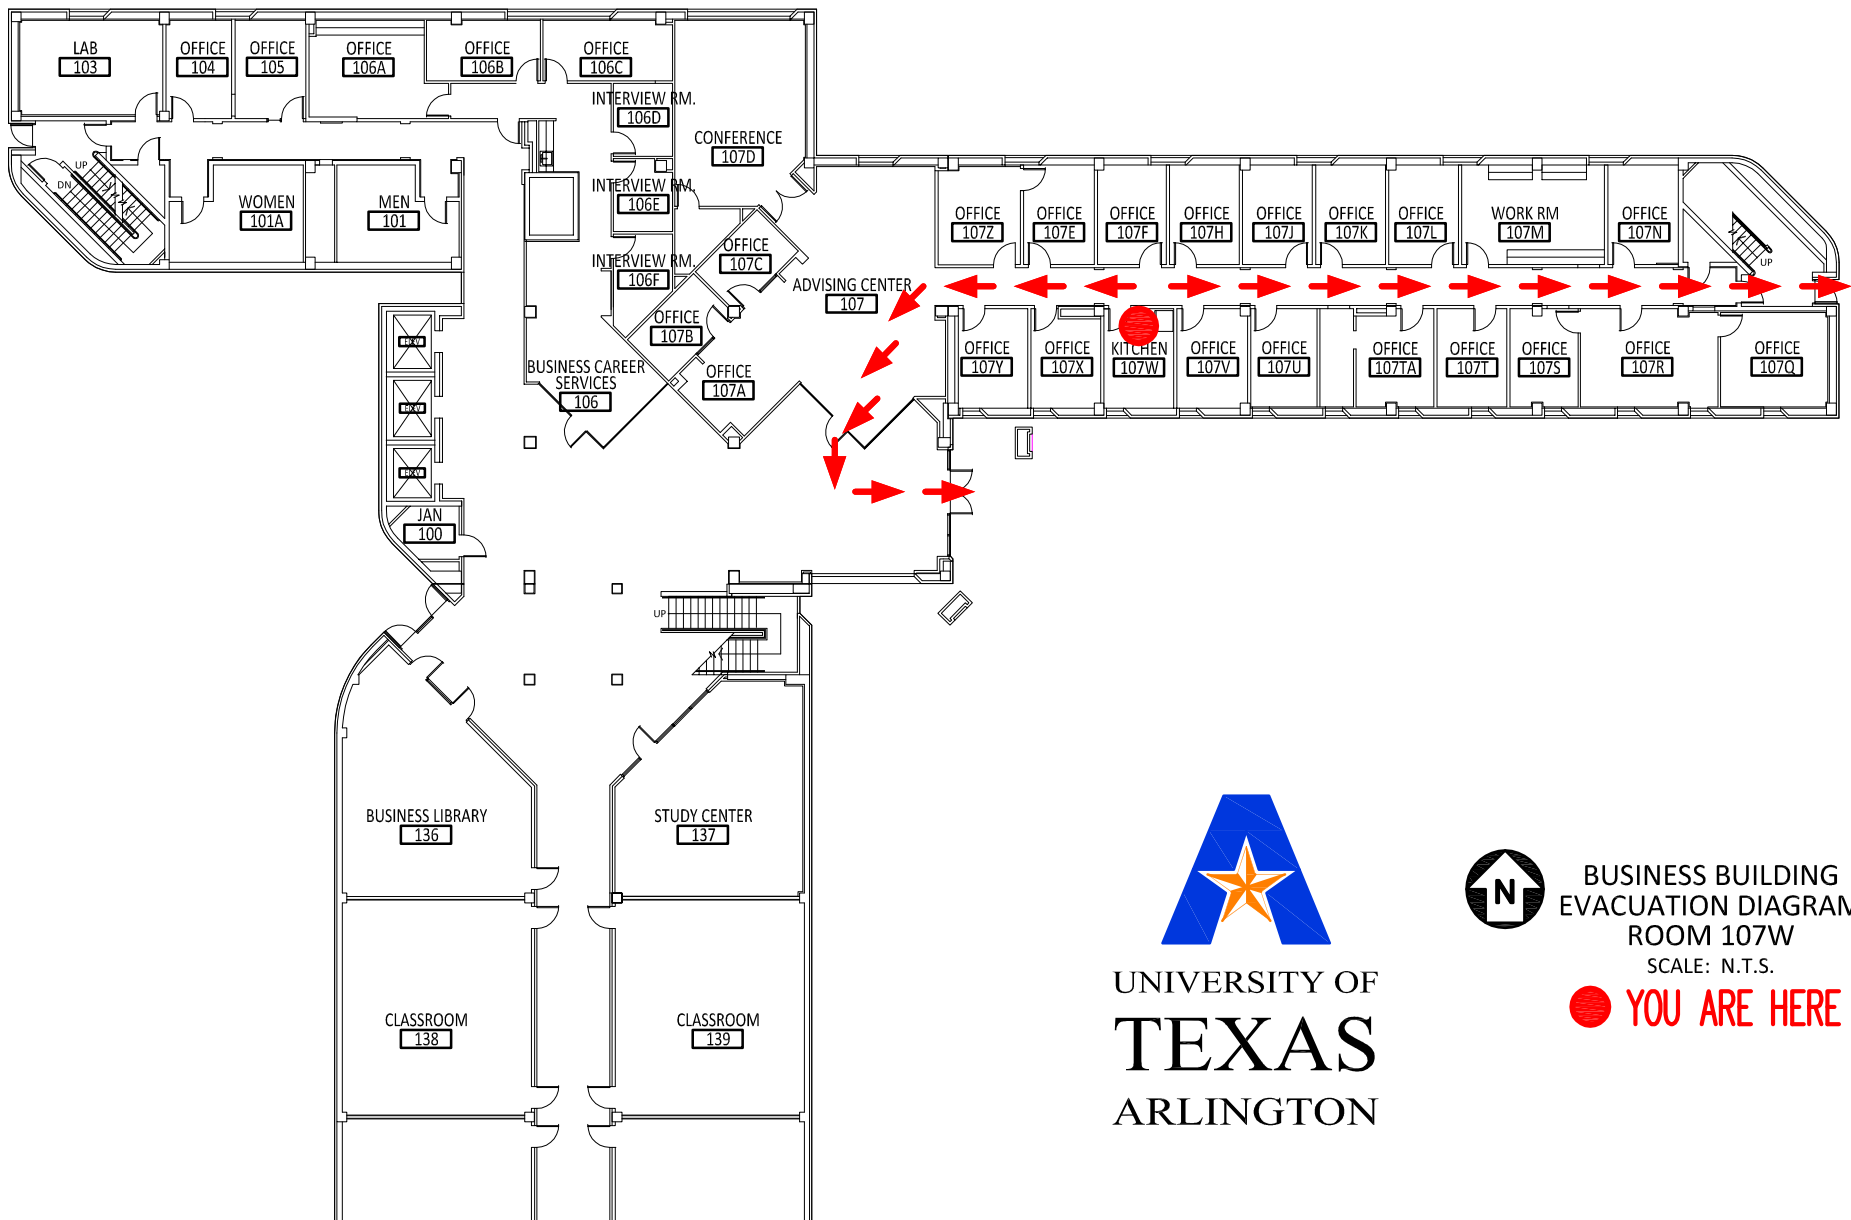 LAB
103
OFFICE
104
OFFICE
105
OFFICE
106A
OFFICE
106B
OFFICE
106C
INTERVIEW RM.
106D
CONFERENCE
107D
UP
DN
WOMEN
101A
MEN
101
INTERVIEW RM.
106E
INTERVIEW RM.
106F
OFFICE
107C
OFFICE
107B
OFFICE
107A
ADVISING CENTER
107
BUSINESS CAREER
SERVICES
106
OFFICE
107Z
OFFICE
107E
OFFICE
107F
OFFICE
107H
OFFICE
107J
OFFICE
107K
OFFICE
107L
WORK RM
107M
OFFICE
107N
UP
OFFICE
107Y
OFFICE
107X
KITCHEN
107W
OFFICE
107V
OFFICE
107U
OFFICE
107TA
OFFICE
107T
OFFICE
107S
OFFICE
107R
OFFICE
107Q
ELEV
ELEV
ELEV
JAN
100
UP
BUSINESS LIBRARY
136
STUDY CENTER
137
CLASSROOM
138
CLASSROOM
139
UNIVERSITY OF
TEXAS
ARLINGTON
N
BUSINESS BUILDING
EVACUATION DIAGRAM
ROOM 107W
SCALE: N.T.S.
YOU ARE HERE